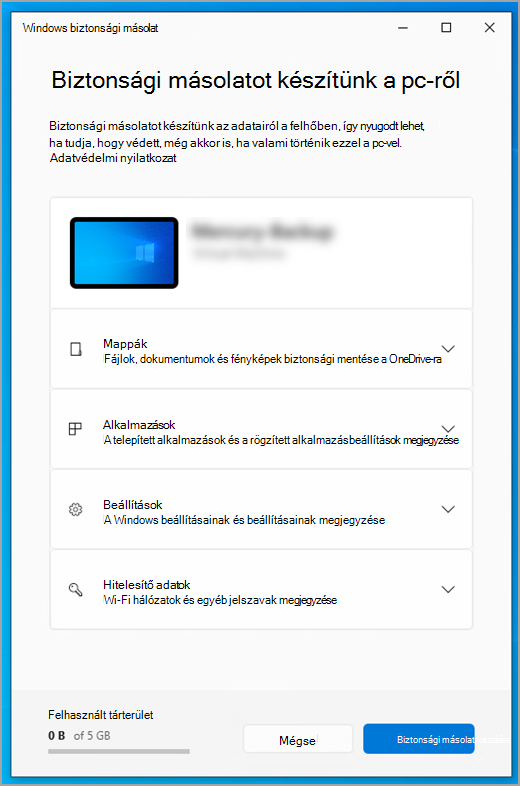 Windows biztonsági másolat
Biztonsági másolatot készítünk a pc-ről
Biztonsági másolatot készítünk az adatairól a felhőben, így nyugodt lehet,
ha tudja, hogy védett, még akkor is, ha valami történik ezzel a pc-vel.
Adatvédelmi nyilatkozat
Mappák
Fájlok, dokumentumok és fényképek biztonsági mentése a OneDrive-ra
Alkalmazások
A telepített alkalmazások és a rögzített alkalmazásbeállítások megjegyzése
Beállítások
A Windows beállításainak és beállításainak megjegyzése
Hitelesítő adatok
Wi-Fi hálózatok és egyéb jelszavak megjegyzése
Felhasznált tárterület
0 B of 5 GB
Mégse
Biztonsági másolat